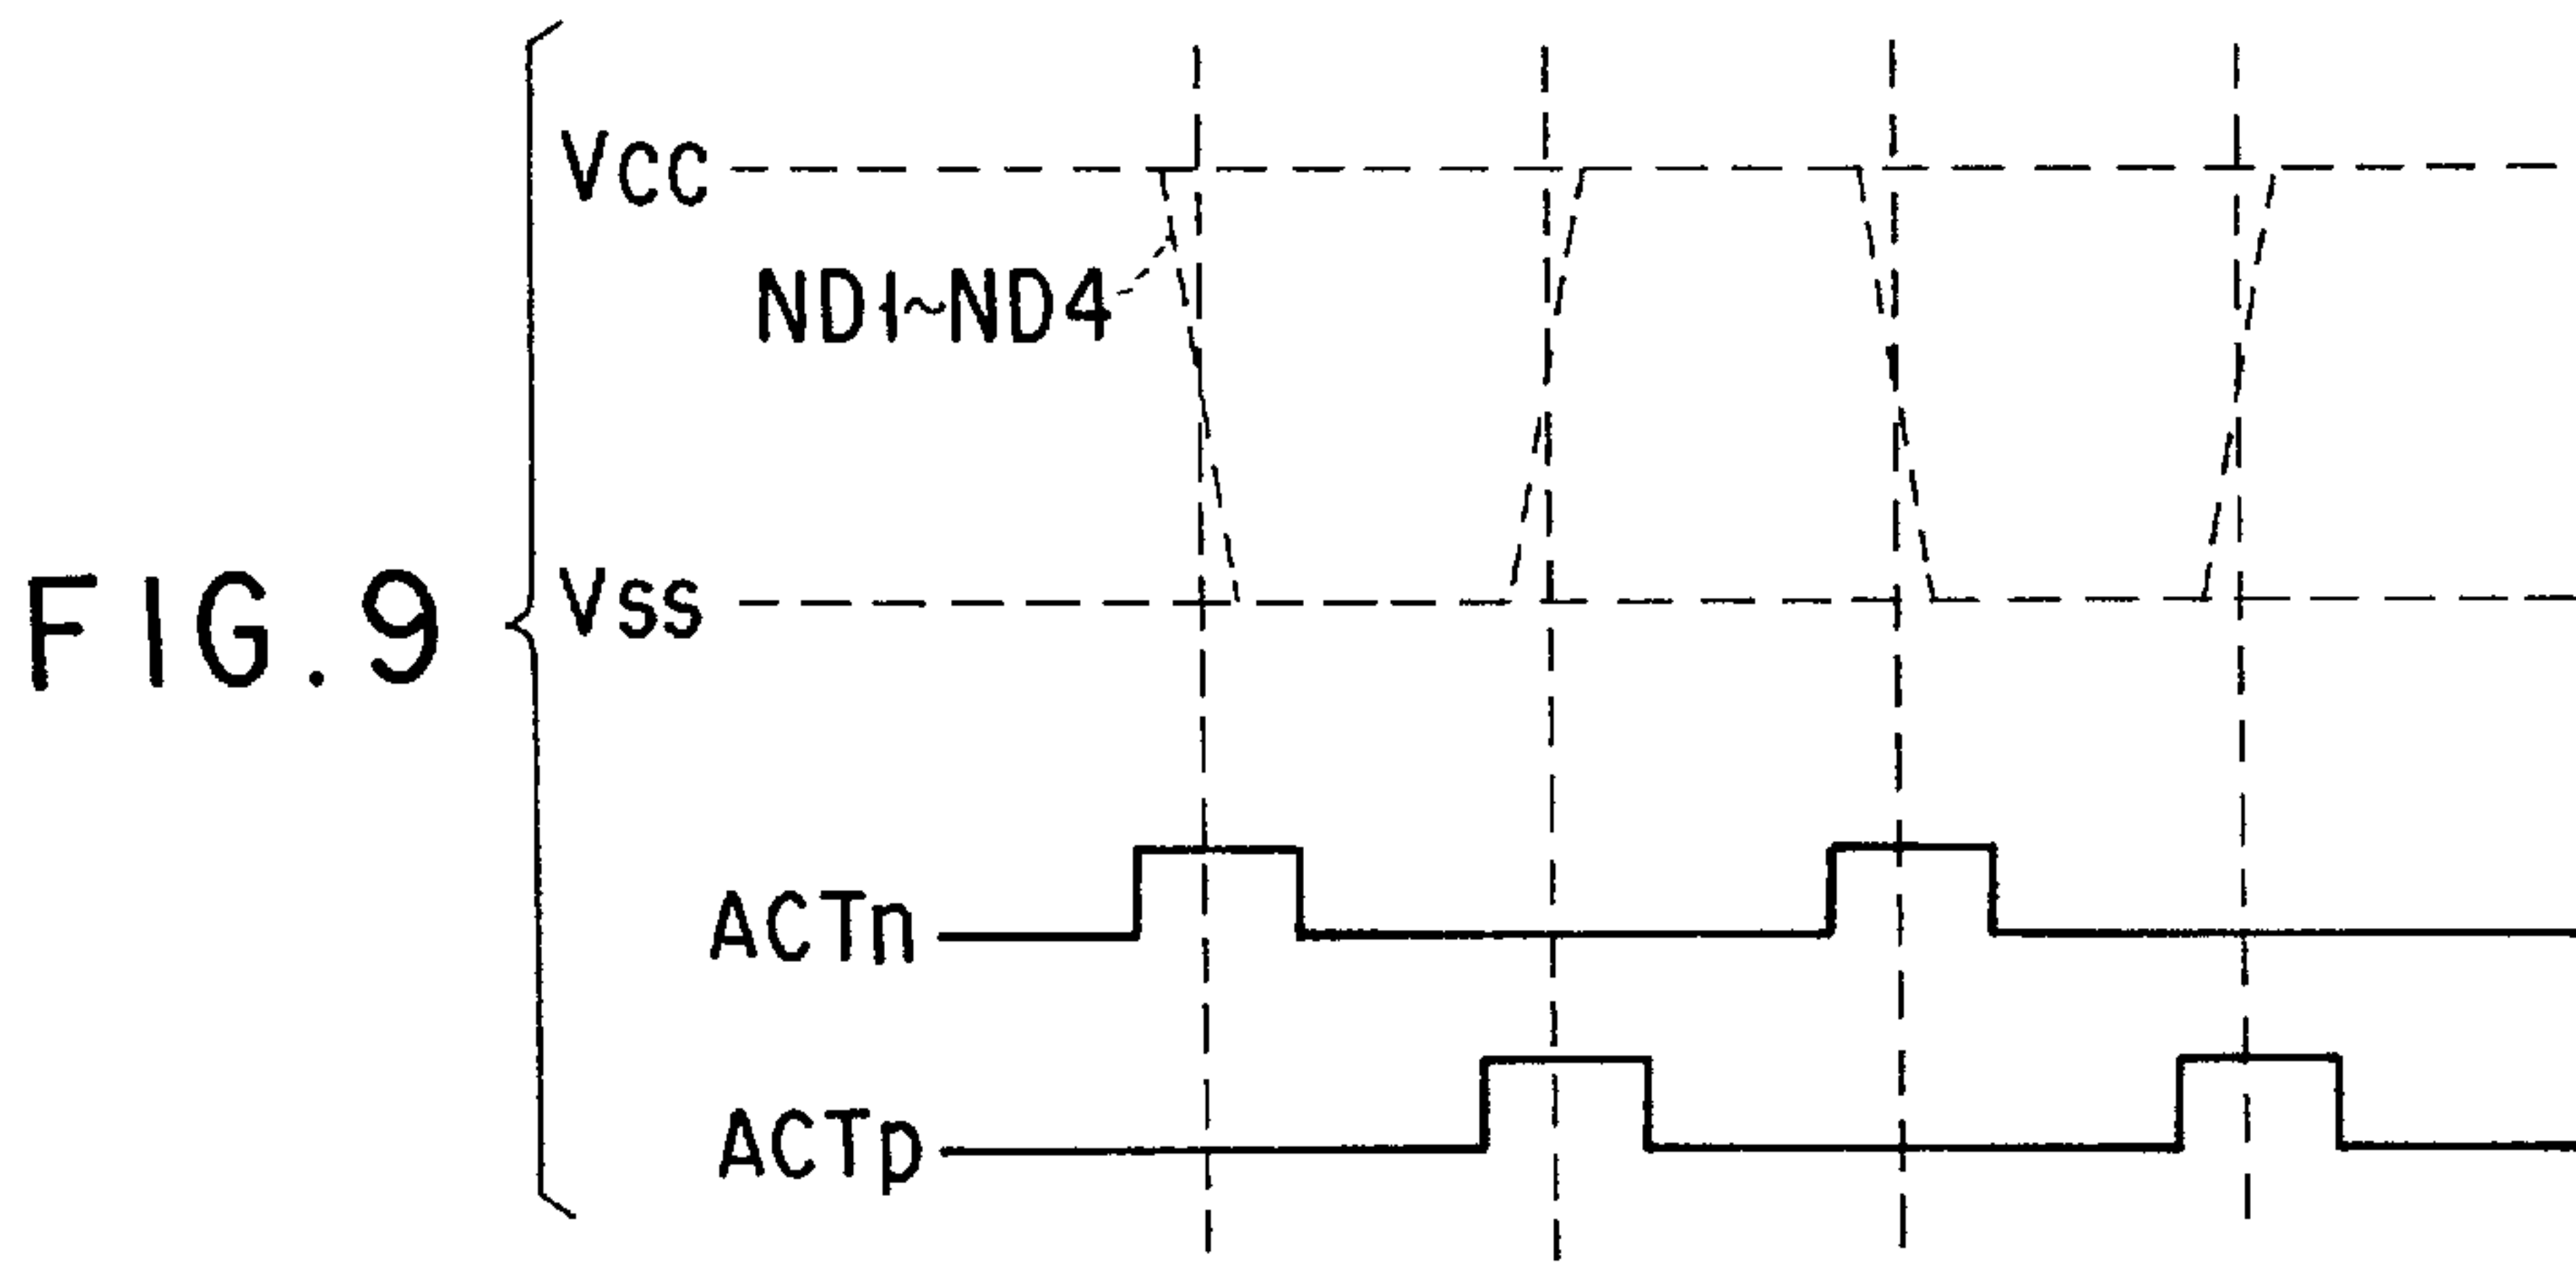 VCC
ND1~ND4
FIG.9
VSS
ACTn
ACTp